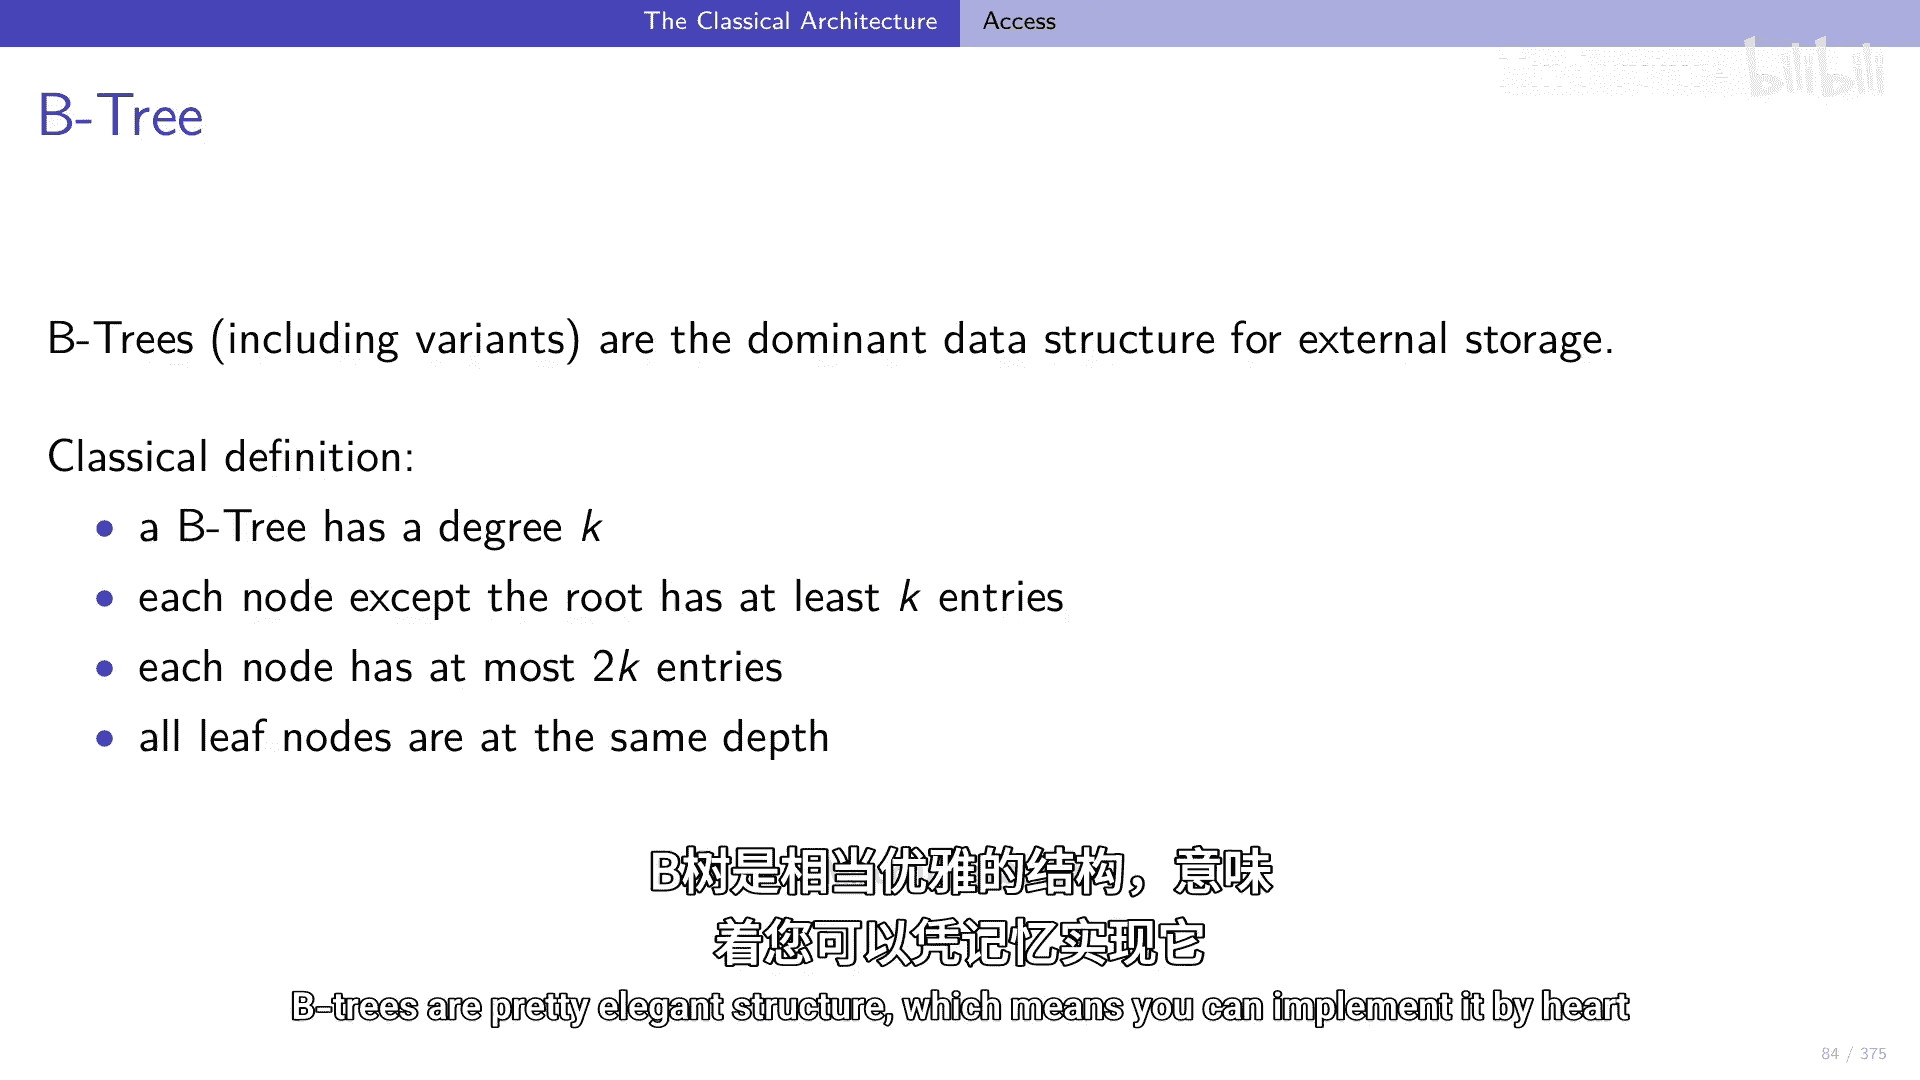 The Classical Architecture
Access
bilibili
B-Tree
B-Trees (including variants) are the dominant data structure for external storage.
Classical definition:
• a B-Tree has a degree k
• each node except the root has at least k entries
• each node has at most 2k entries
• all leaf nodes are at the same depth
B树是相当优雅的结构，意味
着您可以凭记忆实现它
B-trees are pretty elegant structure, which means you can implement it by heart
84 / 375